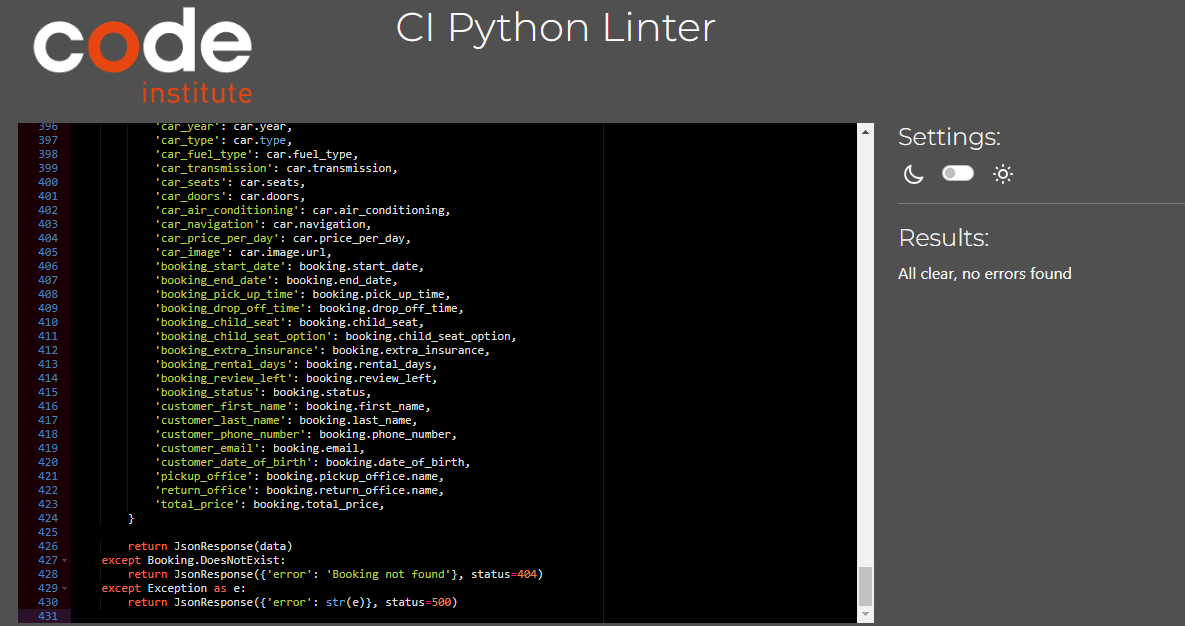 code
institute
CI Python Linter
396 'car_year': car.year,
397 'car_type': car.type,
398 'car_fuel_type': car.fuel_type,
399 'car_transmission': car.transmission,
400 'car_seats': car.seats,
401 'car_doors': car.doors,
402 'car_air_conditioning': car.air_conditioning,
403 'car_navigation': car.navigation,
404 'car_price_per_day': car.price_per_day,
405 'car_image': car.image.url,
406 'booking_start_date': booking.start_date,
407 'booking_end_date': booking.end_date,
408 'booking_pick_up_time': booking.pick_up_time,
409 'booking_drop_off_time': booking.drop_off_time,
410 'booking_child_seat': booking.child_seat,
411 'booking_child_seat_option': booking.child_seat_option,
412 'booking_extra_insurance': booking.extra_insurance,
413 'booking_rental_days': booking.rental_days,
414 'booking_review_left': booking.review_left,
415 'booking_status': booking.status,
416 'customer_first_name': booking.first_name,
417 'customer_last_name': booking.last_name,
418 'customer_phone_number': booking.phone_number,
419 'customer_email': booking.email,
420 'customer_date_of_birth': booking.date_of_birth,
421 'pickup_office': booking.pickup_office.name,
422 'return_office': booking.return_office.name,
423 'total_price': booking.total_price,
424 }
425
426 return JsonResponse(data)
427 except Booking.DoesNotExist:
428 return JsonResponse({'error': 'Booking not found'}, status=404)
429 except Exception as e:
430 return JsonResponse({'error': str(e)}, status=500)
431
Settings:
Results:
All clear, no errors found